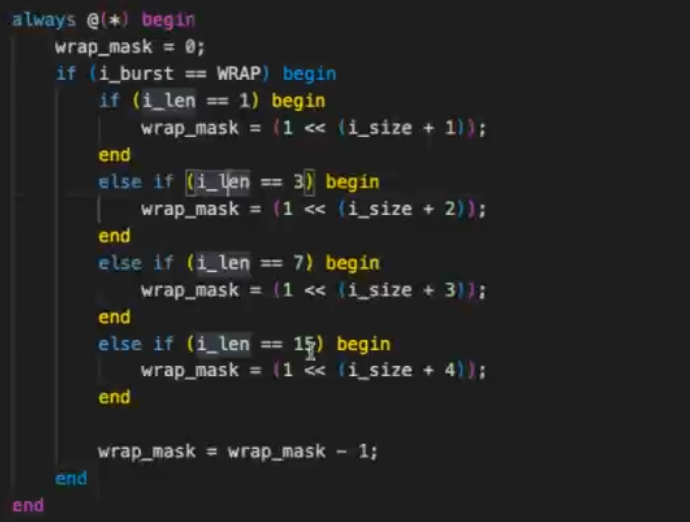 always @(*) begin
    wrap_mask = 0;
    if (i_burst == WRAP) begin
        if (i_len == 1) begin
            wrap_mask = (1 << (i_size + 1));
        end
        else if (i_len == 3) begin
            wrap_mask = (1 << (i_size + 2));
        end
        else if (i_len == 7) begin
            wrap_mask = (1 << (i_size + 3));
        end
        else if (i_len == 15) begin
            wrap_mask = (1 << (i_size + 4));
        end
        wrap_mask = wrap_mask - 1;
    end
end